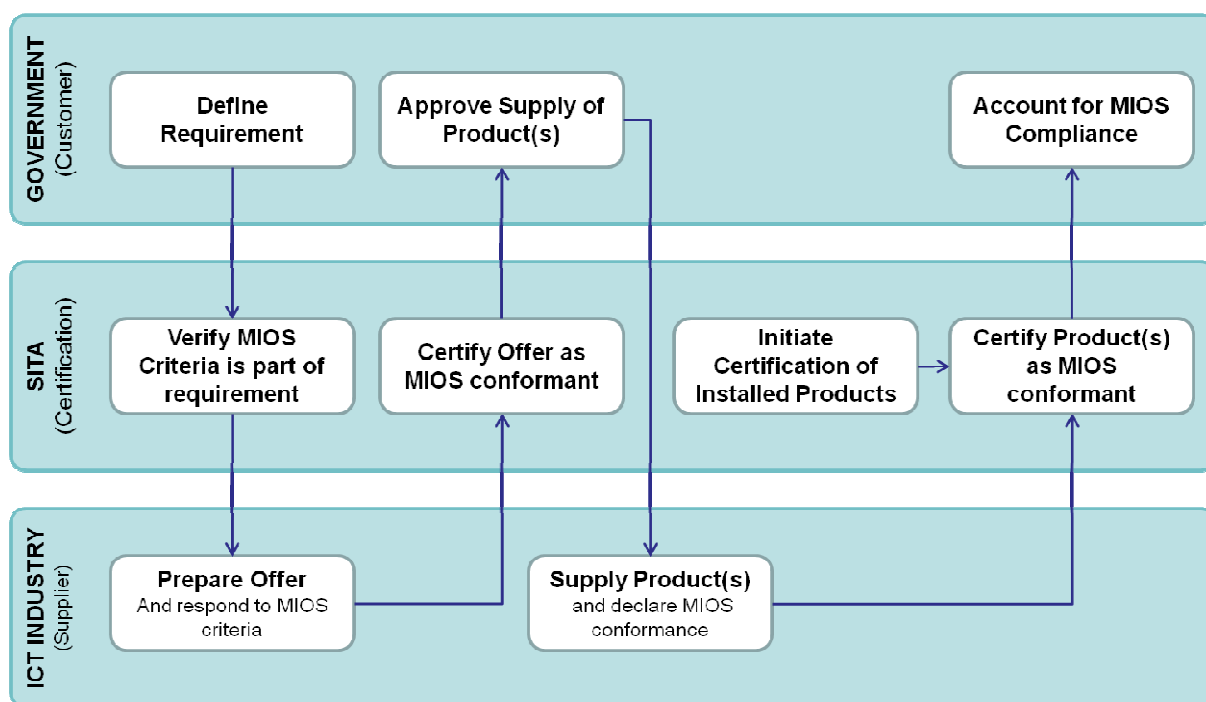 GOVERNMENT
(Customer)
Define
Requirement
Approve Supply of
Product(s)
Account for MIOS
Compliance
SITA
(Certification)
Verify MIOS
Criteria is part of
requirement
Certify Offer as
MIOS conformant
Initiate
Certification of
Installed Products
Certify Product(s)
as MIOS
conformant
ICT INDUSTRY
(Supplier)
Prepare Offer
And respond to MIOS
criteria
Supply Product(s)
and declare MIOS
conformance